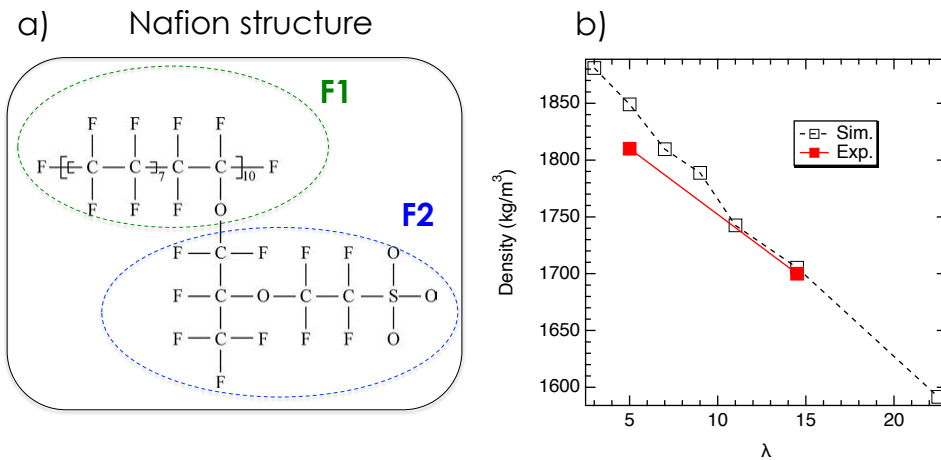 a) Nafion structure
F1
F F F F
F [ [ C C ]7 C C ]10 F
F F F O
F2
F C F F F O
F C O C C S O
F C F F F O
F
b)
Density (kg/m3)
1850
1800
1750
1700
1650
1600
Sim.
Exp.
5 10 15 20
λ